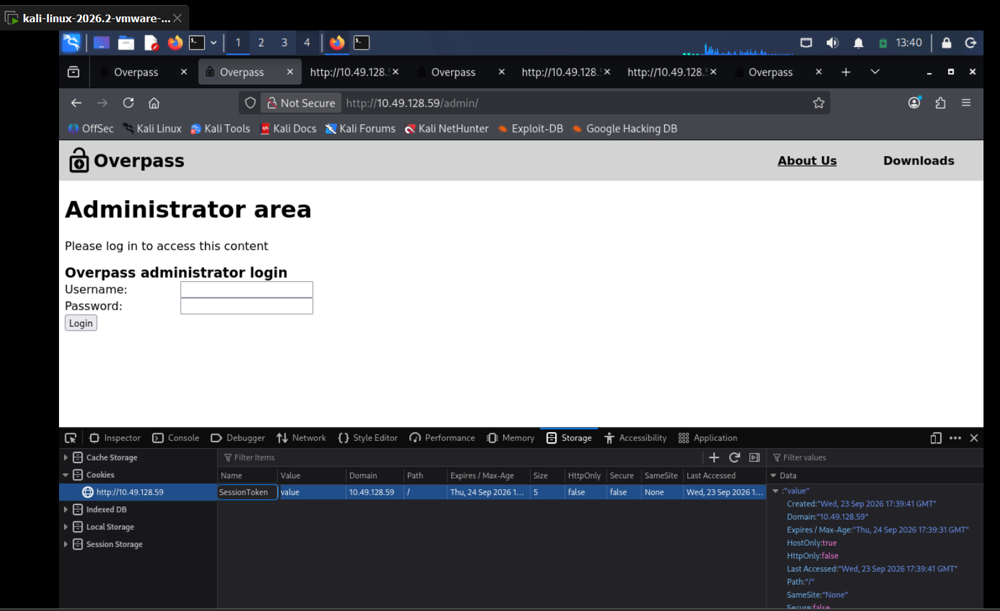 kali-linux-2026.2-vmware-...
1 2 3 4 13:40
Overpass Overpass http://10.49.128. Overpass http://10.49.128. http://10.49.128. Overpass
Not Secure http://10.49.128.59/admin/
OffSec Kali Linux Kali Tools Kali Docs Kali Forums Kali NetHunter Exploit-DB Google Hacking DB
Overpass About Us Downloads
Administrator area
Please log in to access this content
Overpass administrator login
Username:
Password:
Login
Inspector Console Debugger Network Style Editor Performance Memory Storage Accessibility Application
Cache Storage
Cookies
http://10.49.128.59
Indexed DB
Local Storage
Session Storage
Filter Items
Name Value Domain Path Expires / Max-Age Size HttpOnly Secure SameSite Last Accessed
SessionToken value 10.49.128.59 / Thu, 24 Sep 2026 1... 5 false false None Wed, 23 Sep 2026 1...
Filter values
Data
:"value"
Created:"Wed, 23 Sep 2026 17:39:41 GMT"
Domain:"10.49.128.59"
Expires / Max-Age:"Thu, 24 Sep 2026 17:39:31 GMT"
HostOnly:true
HttpOnly:false
Last Accessed:"Wed, 23 Sep 2026 17:39:41 GMT"
Path:"/"
SameSite:"None"
Secure:false